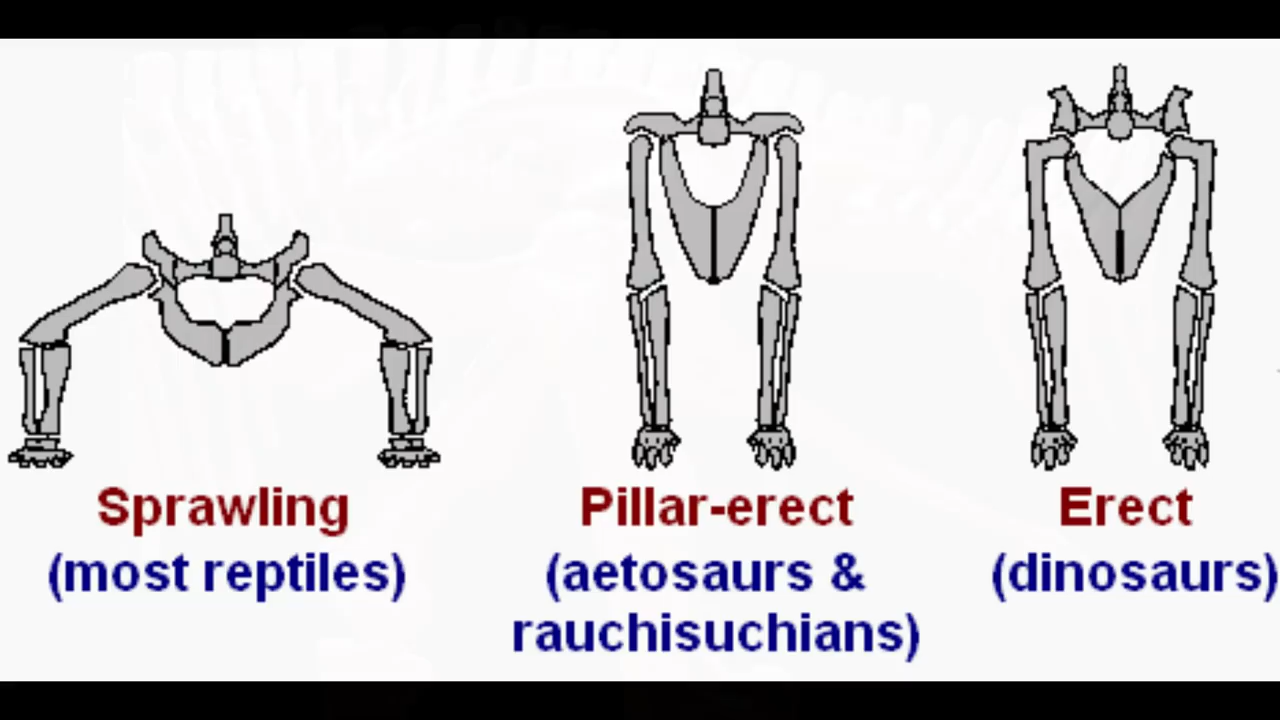 Sprawling
(most reptiles)
Pillar-erect
(aetosaurs &
rauchisuchians)
Erect
(dinosaurs)